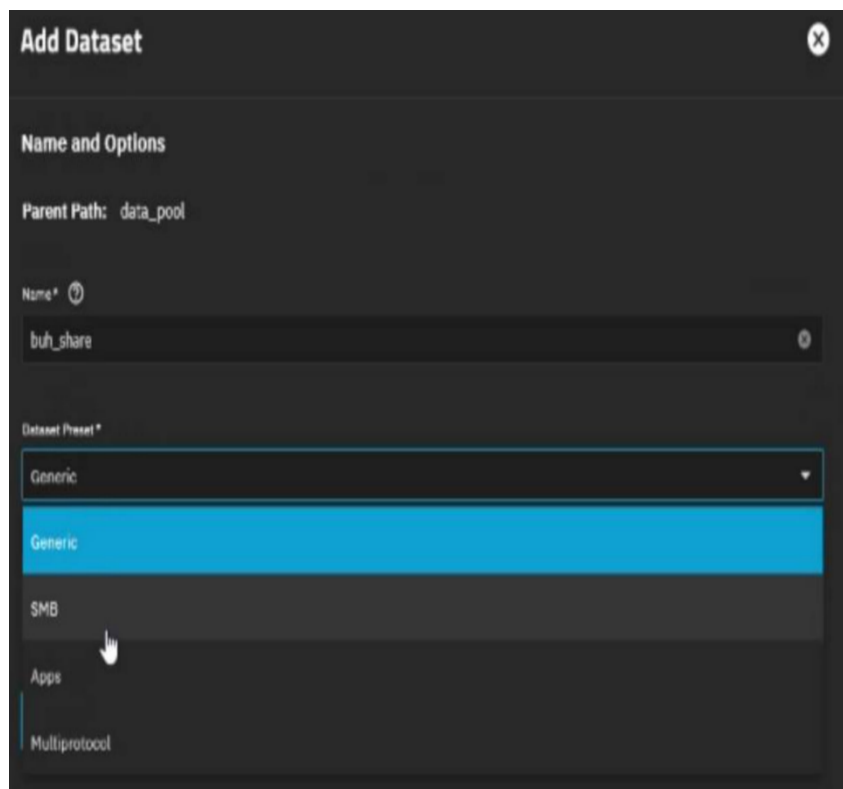 Add Dataset
Name and Options
Parent Path: data_pool
Name*
buh_share
Dataset Preset*
Generic
Generic
SMB
Apps
Multiprotocol